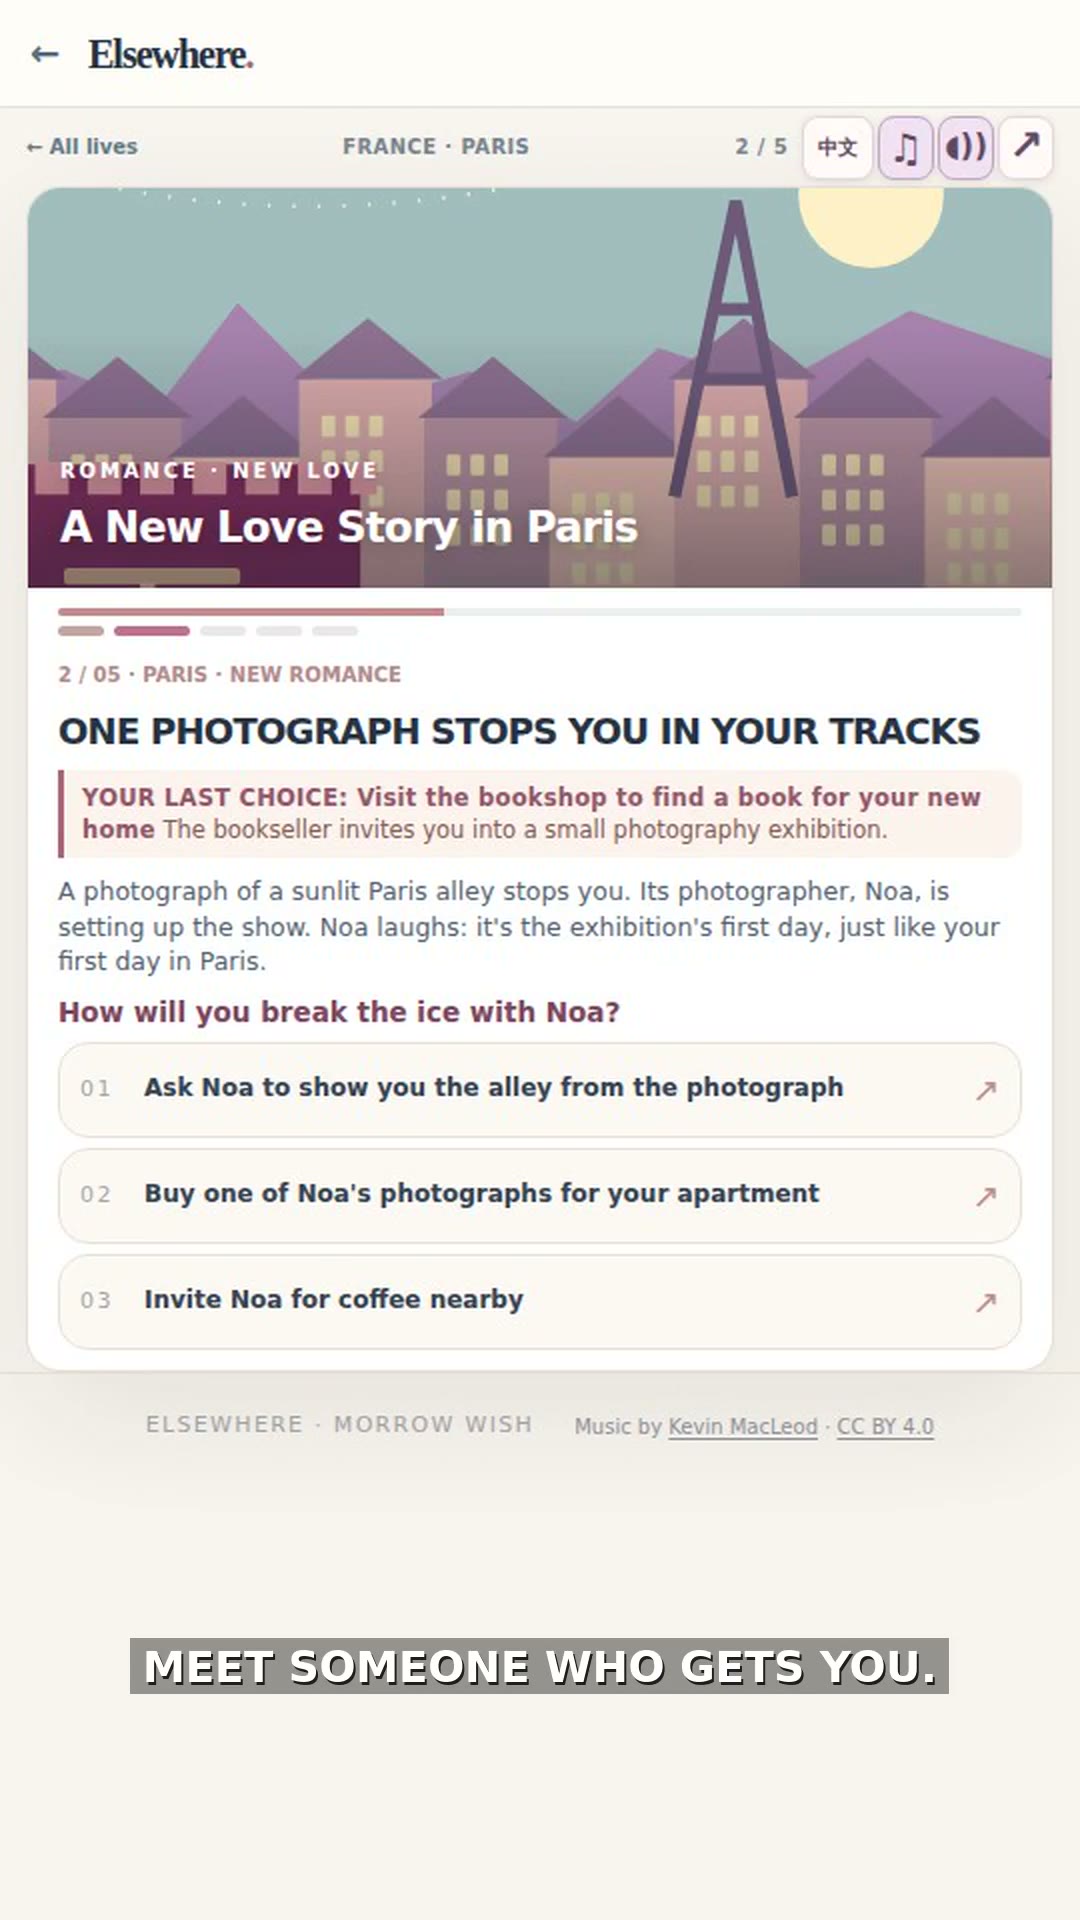 ← Elsewhere.
← All lives FRANCE · PARIS 2 / 5 中文
ROMANCE · NEW LOVE
A New Love Story in Paris
2 / 05 · PARIS · NEW ROMANCE
ONE PHOTOGRAPH STOPS YOU IN YOUR TRACKS
YOUR LAST CHOICE: Visit the bookshop to find a book for your new
home The bookseller invites you into a small photography exhibition.
A photograph of a sunlit Paris alley stops you. Its photographer, Noa, is
setting up the show. Noa laughs: it's the exhibition's first day, just like your
first day in Paris.
How will you break the ice with Noa?
01 Ask Noa to show you the alley from the photograph ↗
02 Buy one of Noa's photographs for your apartment ↗
03 Invite Noa for coffee nearby ↗
ELSEWHERE · MORROW WISH Music by Kevin MacLeod · CC BY 4.0
MEET SOMEONE WHO GETS YOU.